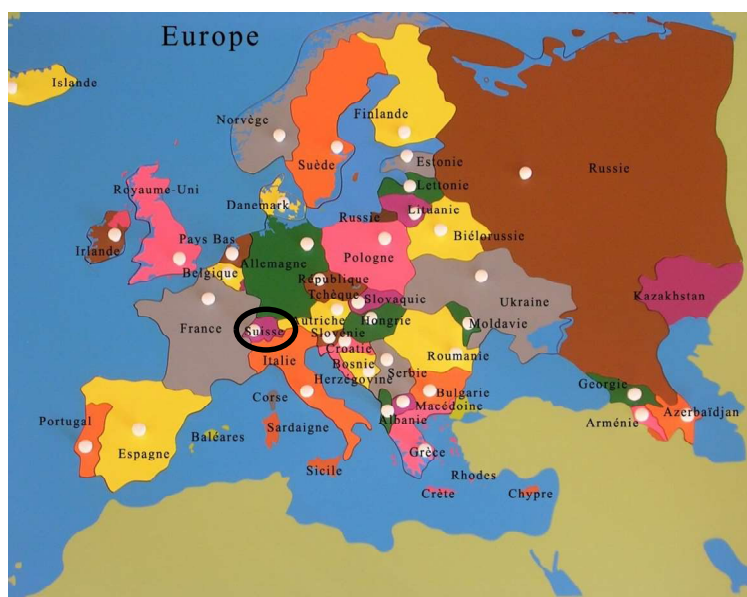 Europe
Islande
Norvège
Finlande
Suède
Estonie
Russie
Lettonie
Royaume-Uni
Danemark
Lituanie
Russie
Biélorussie
Irlande
Pays Bas
Belgique
Allemagne
Pologne
République
Tchèque
Slovaquie
Ukraine
Kazakhstan
France
Suisse
Autriche
Hongrie
Moldavie
Slovénie
Croatie
Italie
Bosnie
Herzégovine
Serbie
Roumanie
Bulgarie
Macédoine
Albanie
Georgie
Arménie
Azerbaïdjan
Corse
Portugal
Espagne
Baléares
Sardaigne
Grèce
Sicile
Rhodes
Crète
Chypre